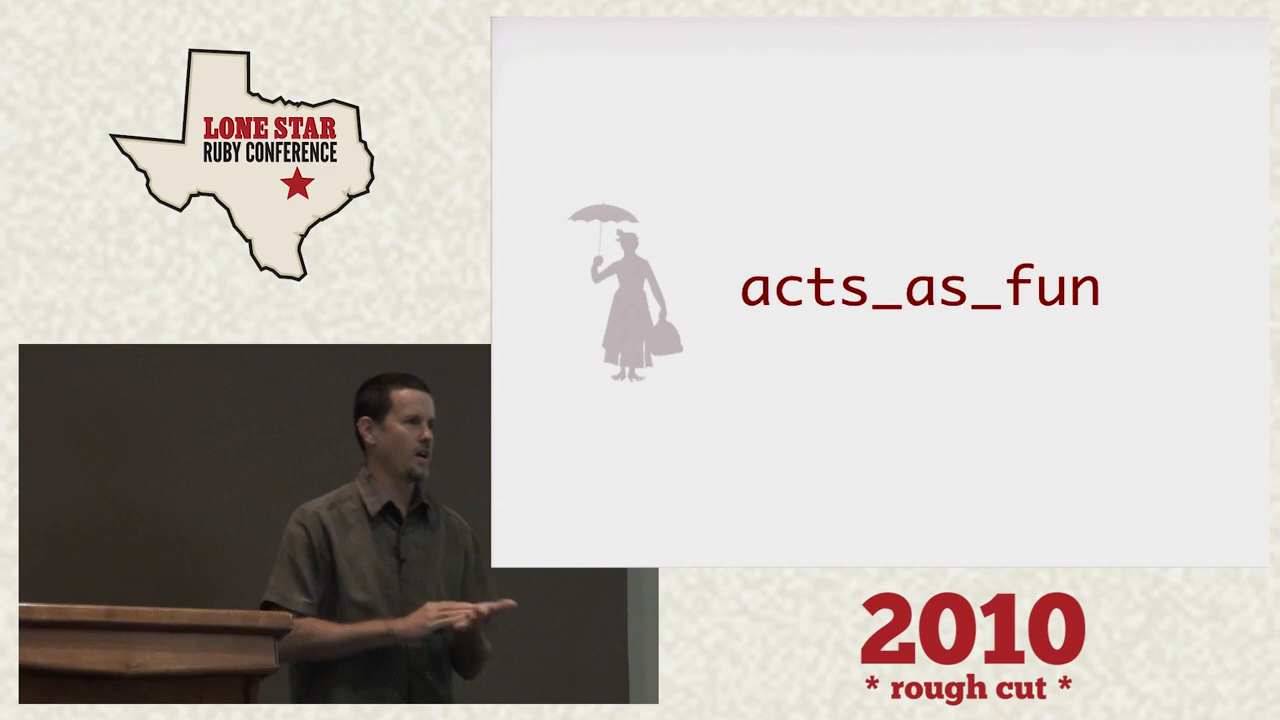 LONE STAR
RUBY CONFERENCE
acts_as_fun
2010
* rough cut *